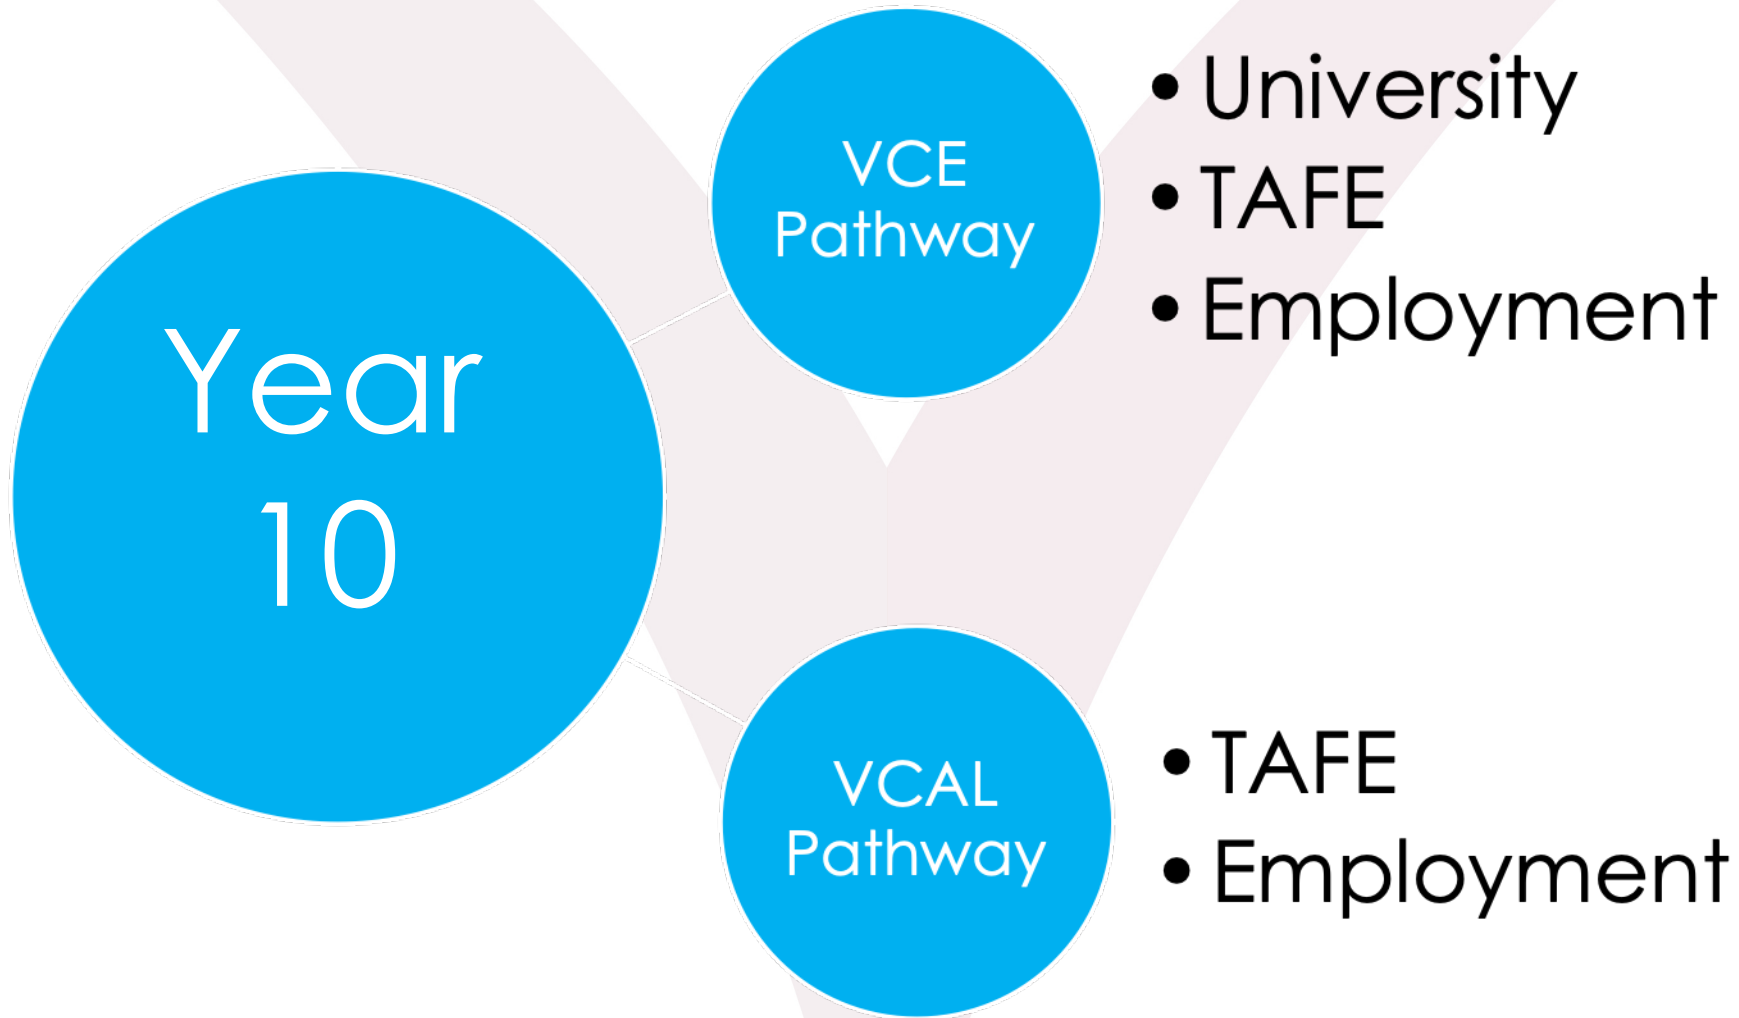 Year
10
VCE
Pathway
• University
• TAFE
• Employment
VCAL
Pathway
• TAFE
• Employment